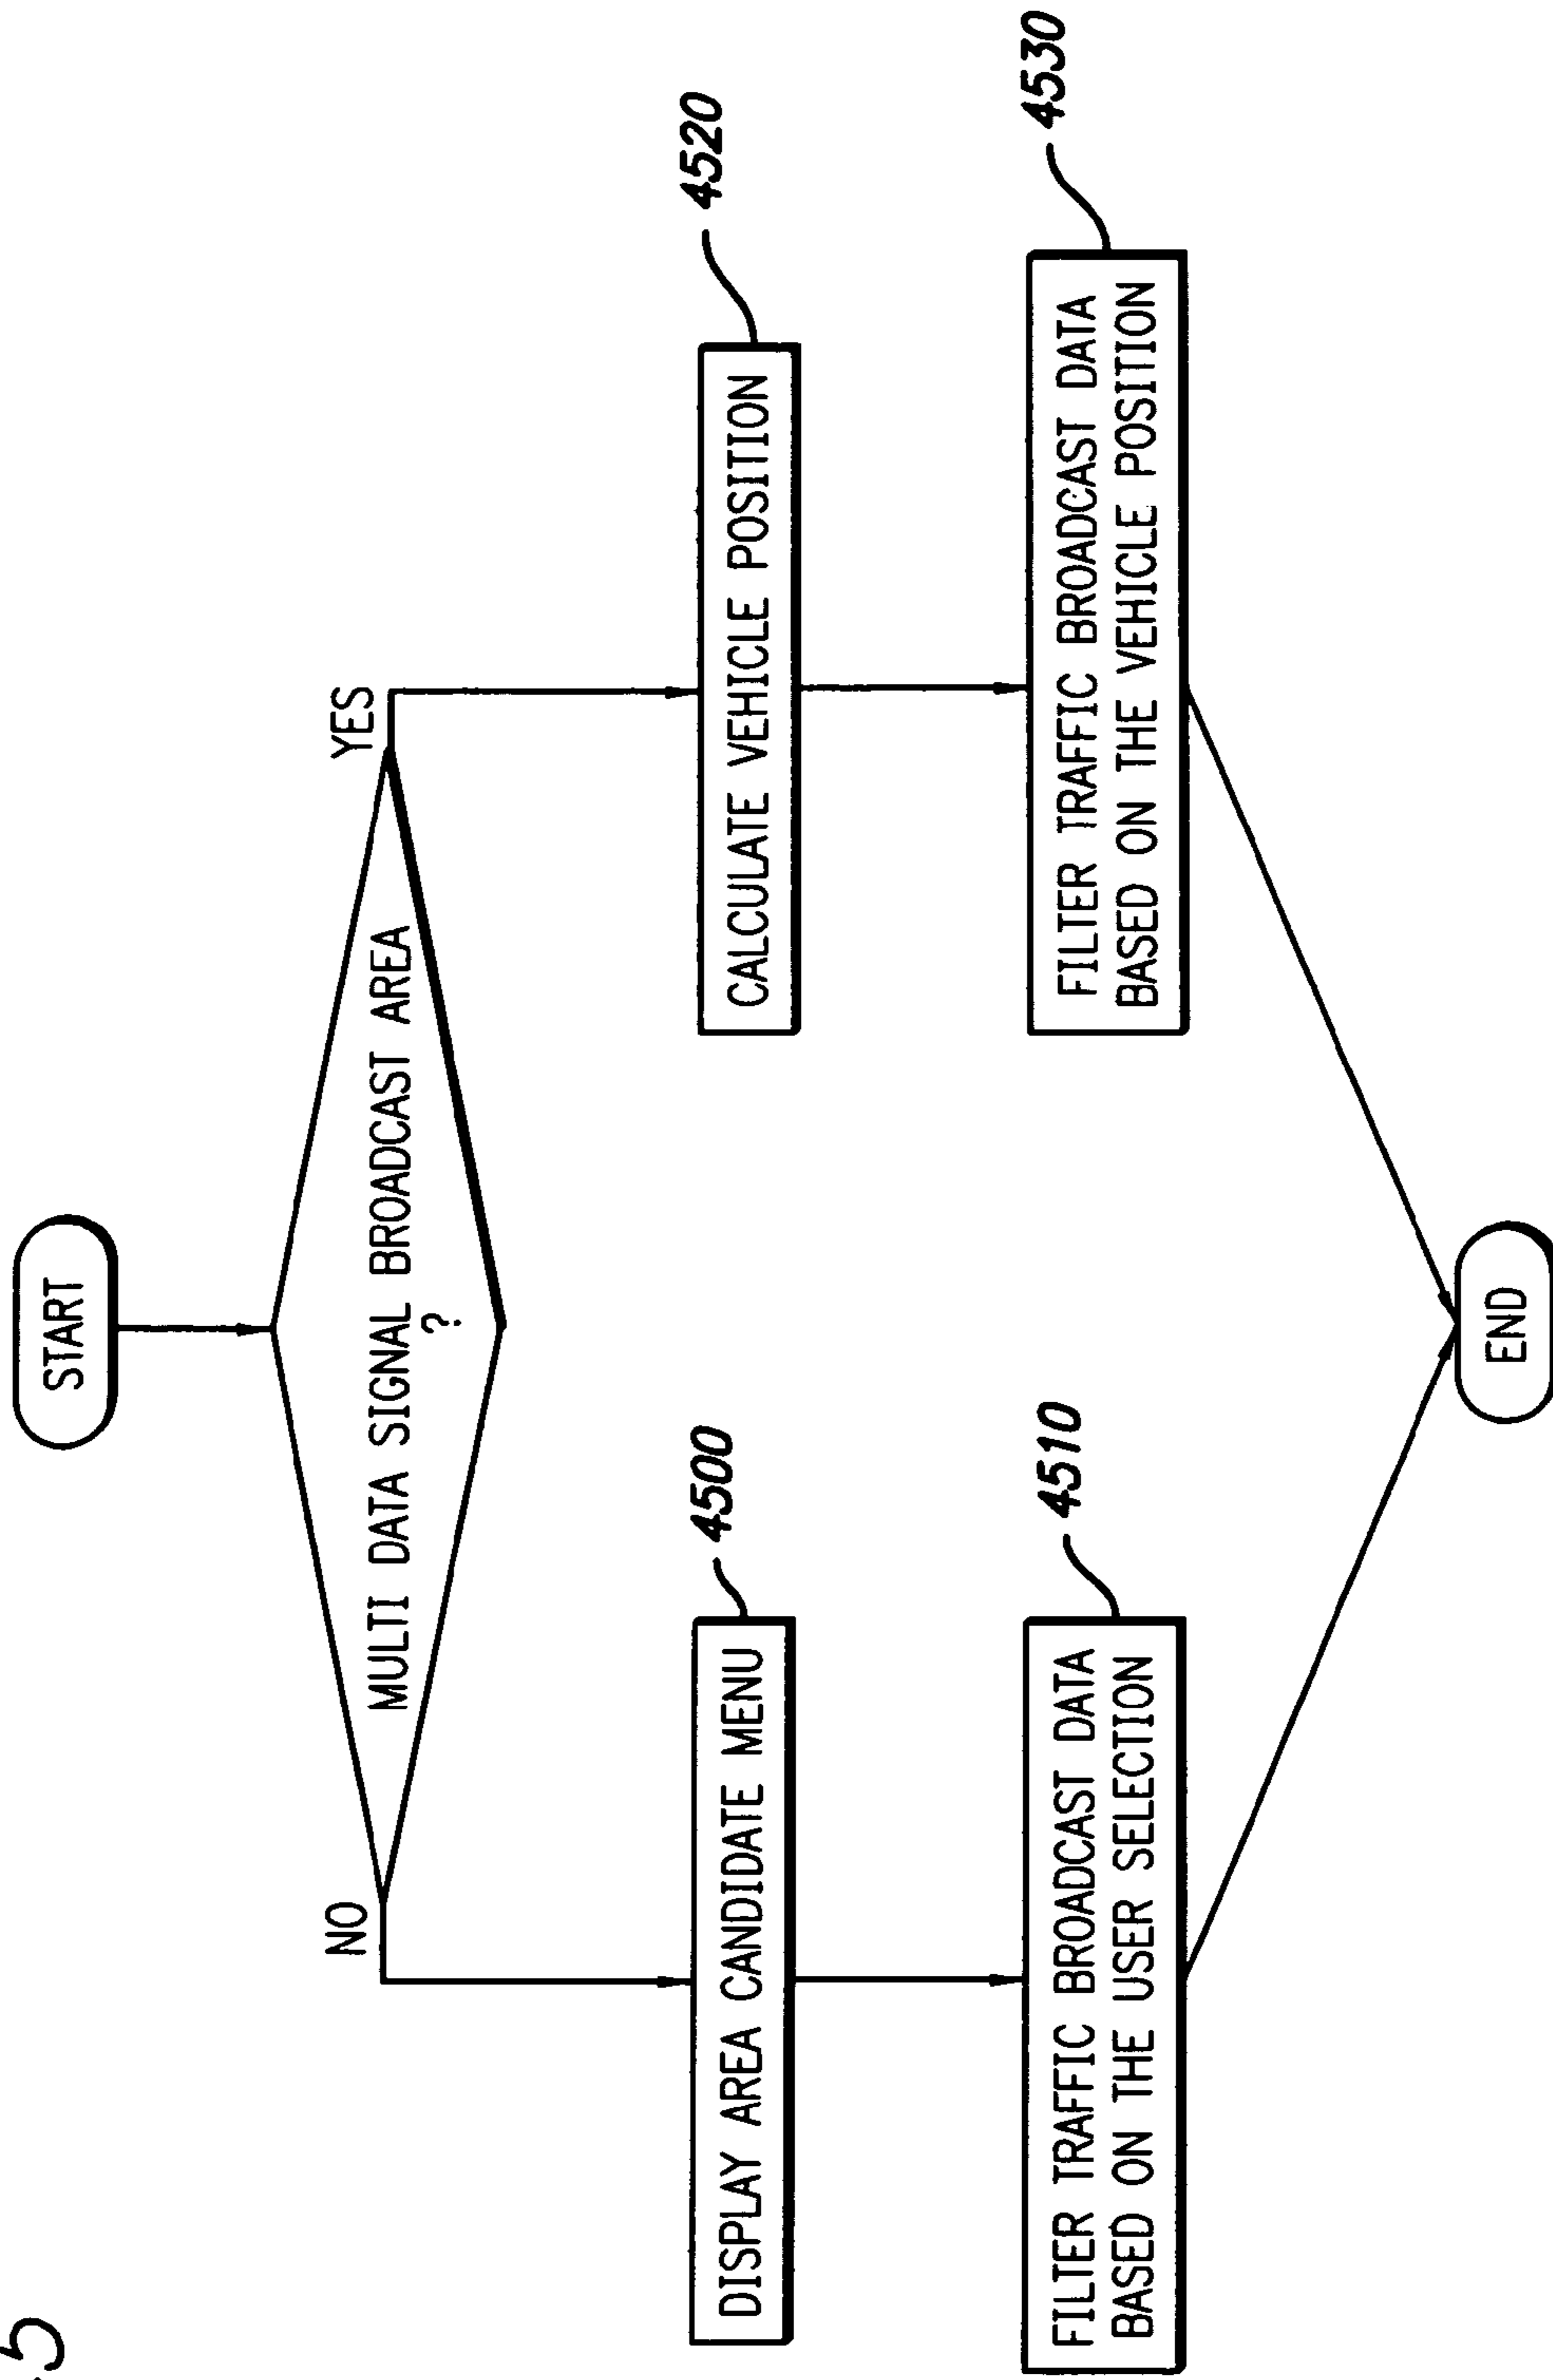 START
MULTI DATA SIGNAL BROADCAST AREA
?
NO
YES
DISPLAY AREA CANDIDATE MENU
4500
CALCULATE VEHICLE POSITION
4520
FILTER TRAFFIC BROADCAST DATA
BASED ON THE USER SELECTION
4510
FILTER TRAFFIC BROADCAST DATA
BASED ON THE VEHICLE POSITION
4530
END